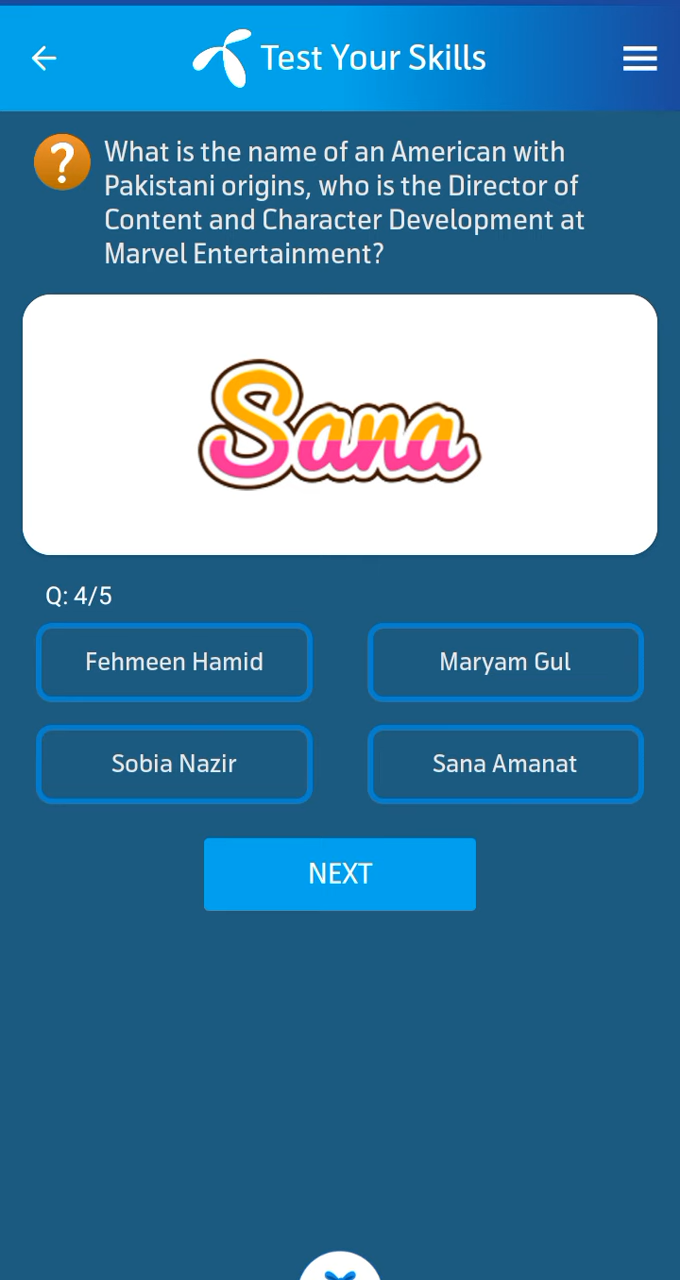 Test Your Skills
?
What is the name of an American with
Pakistani origins, who is the Director of
Content and Character Development at
Marvel Entertainment?
Sana
Q: 4/5
Fehmeen Hamid
Maryam Gul
Sobia Nazir
Sana Amanat
NEXT